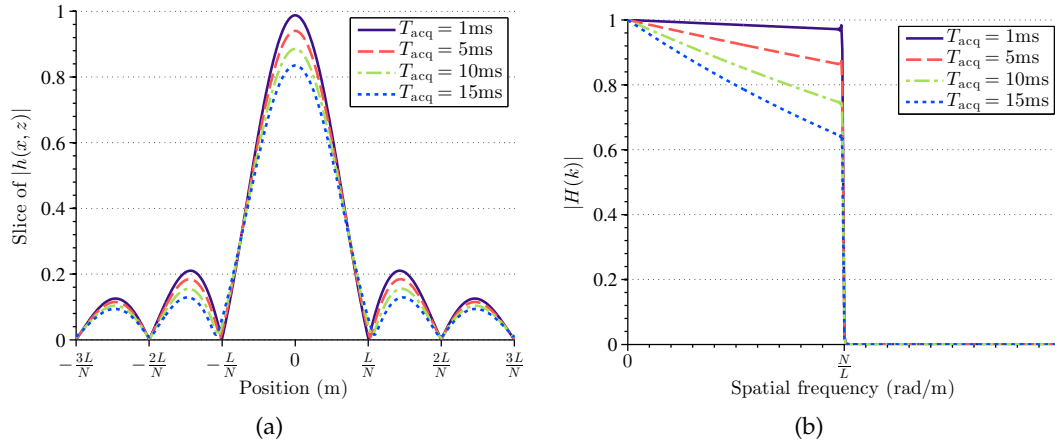 Slice of |h(x, z)|
1
0.8
0.6
0.4
0.2
0
T_acq = 1ms
T_acq = 5ms
T_acq = 10ms
T_acq = 15ms
−3L/N −2L/N −L/N 0 L/N 2L/N 3L/N
Position (m)
(a)
|H(k)|
1
0.8
0.6
0.4
0.2
0
T_acq = 1ms
T_acq = 5ms
T_acq = 10ms
T_acq = 15ms
0 N/L
Spatial frequency (rad/m)
(b)